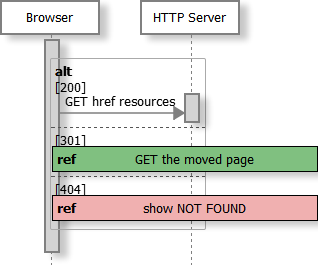 Browser HTTP Server
alt
[200]
GET href resources
[301]
ref GET the moved page
[404]
ref show NOT FOUND